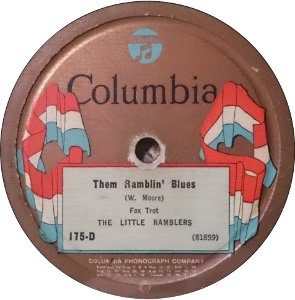 Columbia
Them Ramblin' Blues
(W. Moore)
Fox Trot
THE LITTLE RAMBLERS
175-D
(81859)
COLUMBIA PHONOGRAPH COMPANY